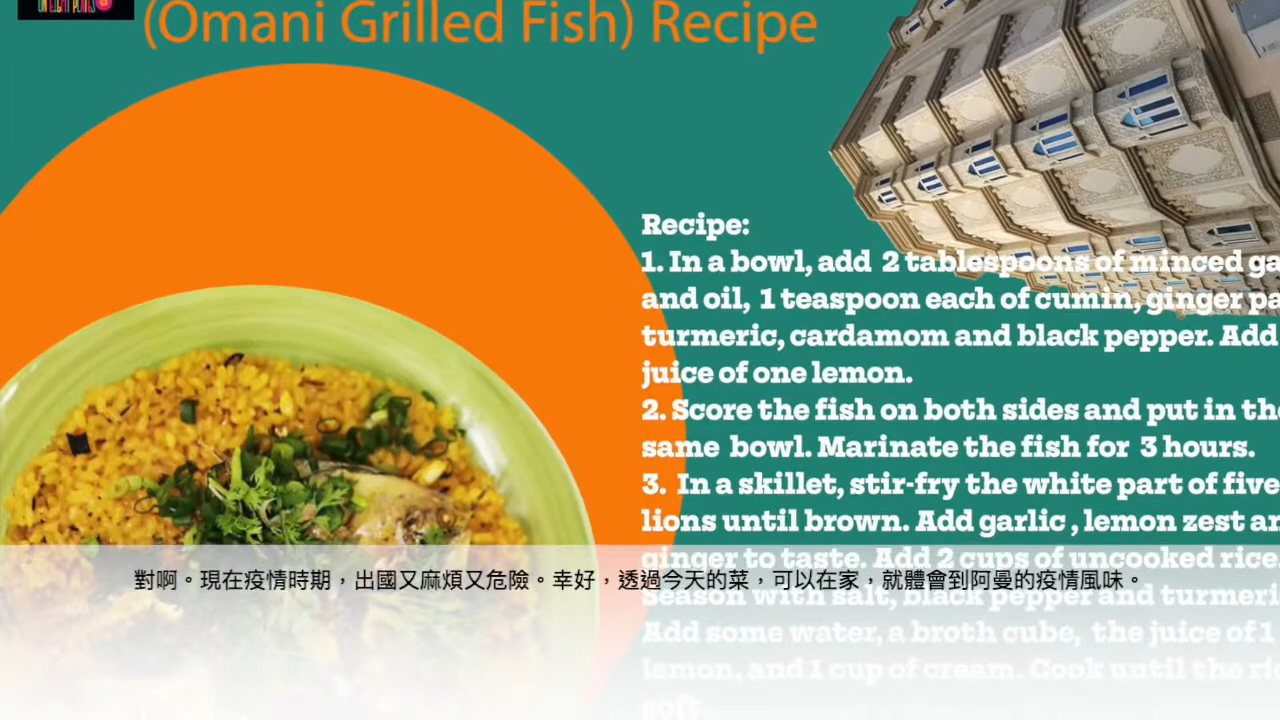 ON EIGHT PLATES
(Omani Grilled Fish) Recipe
Recipe:
1. In a bowl, add 2 tablespoons of minced ga
and oil, 1 teaspoon each of cumin, ginger pa
turmeric, cardamom and black pepper. Add
juice of one lemon.
2. Score the fish on both sides and put in the
same bowl. Marinate the fish for 3 hours.
3. In a skillet, stir-fry the white part of five
lions until brown. Add garlic , lemon zest an
ginger to taste. Add 2 cups of uncooked rice.
season with salt, black pepper and turmeri
Add some water, a broth cube, the juice of 1
lemon, and 1 cup of cream. Cook until the ri
soft
對啊。現在疫情時期，出國又麻煩又危險。幸好，透過今天的菜，可以在家，就體會到阿曼的疫情風味。